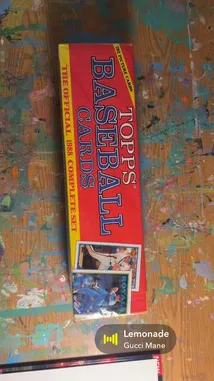 TOPPS
BASEBALL
CARDS
THE OFFICIAL 1988 COMPLETE SET
Lemonade
Gucci Mane